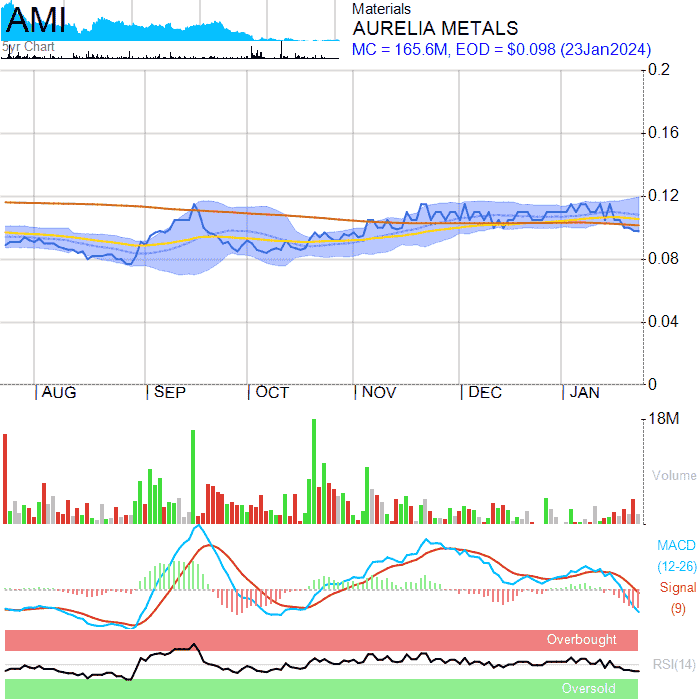 AMI
5yr Chart
Materials
AURELIA METALS
MC = 165.6M, EOD = $0.098 (23Jan2024)
0.2
0.16
0.12
0.08
0.04
0
AUG
SEP
OCT
NOV
DEC
JAN
18M
Volume
MACD
(12-26)
Signal
(9)
Overbought
RSI(14)
Oversold